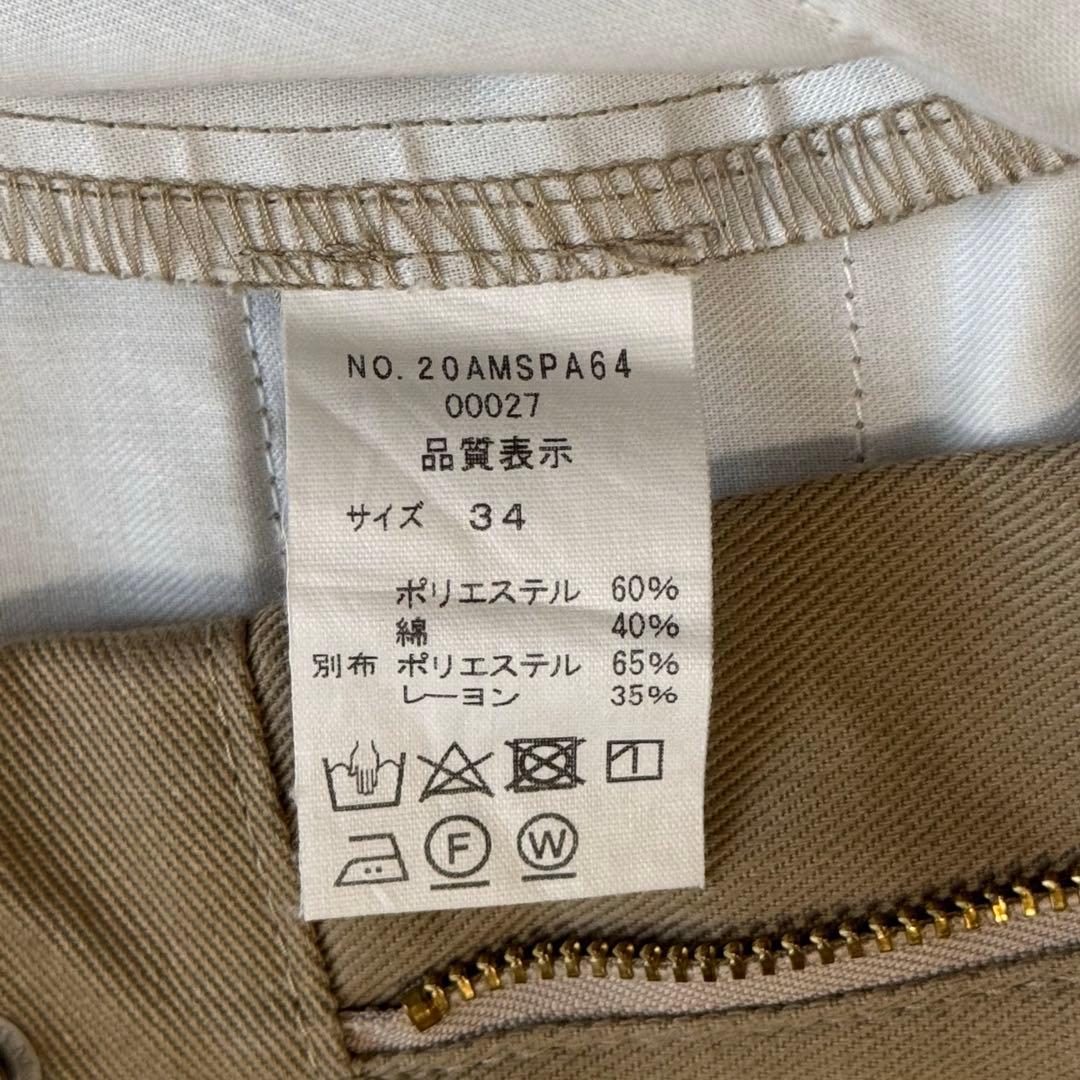 NO. 20AMSPA64
00027
品質表示
サイズ 34
ポリエステル 60%
綿 40%
別布 ポリエステル 65%
レーヨン 35%
F W